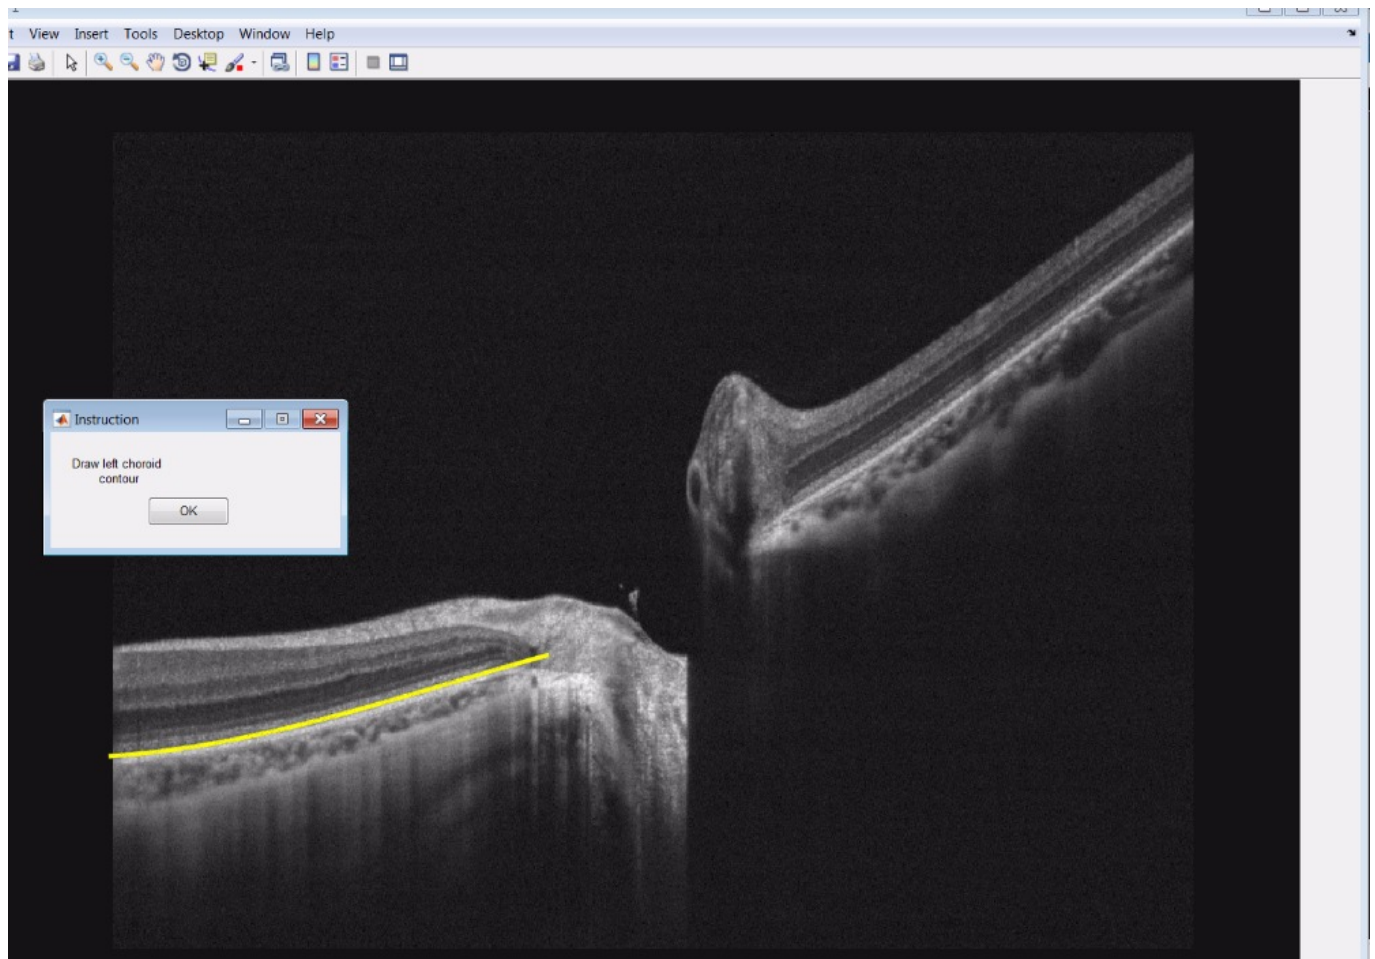 t View Insert Tools Desktop Window Help
Instruction
Draw left choroid
contour
OK